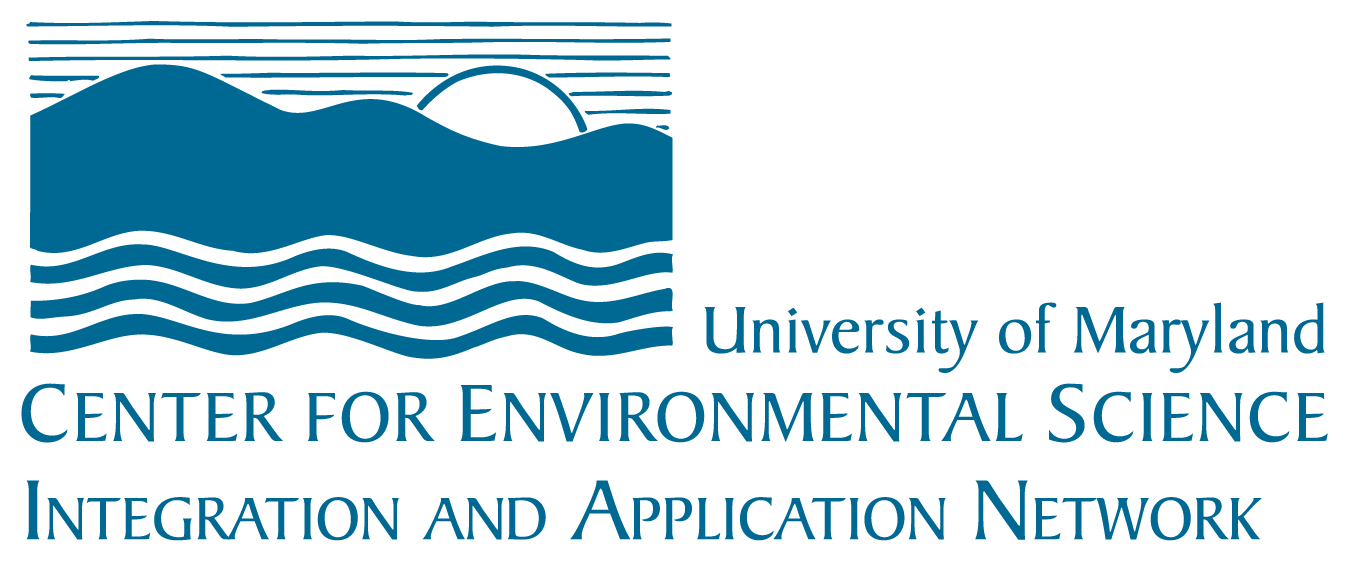 University of Maryland
CENTER FOR ENVIRONMENTAL SCIENCE
INTEGRATION AND APPLICATION NETWORK